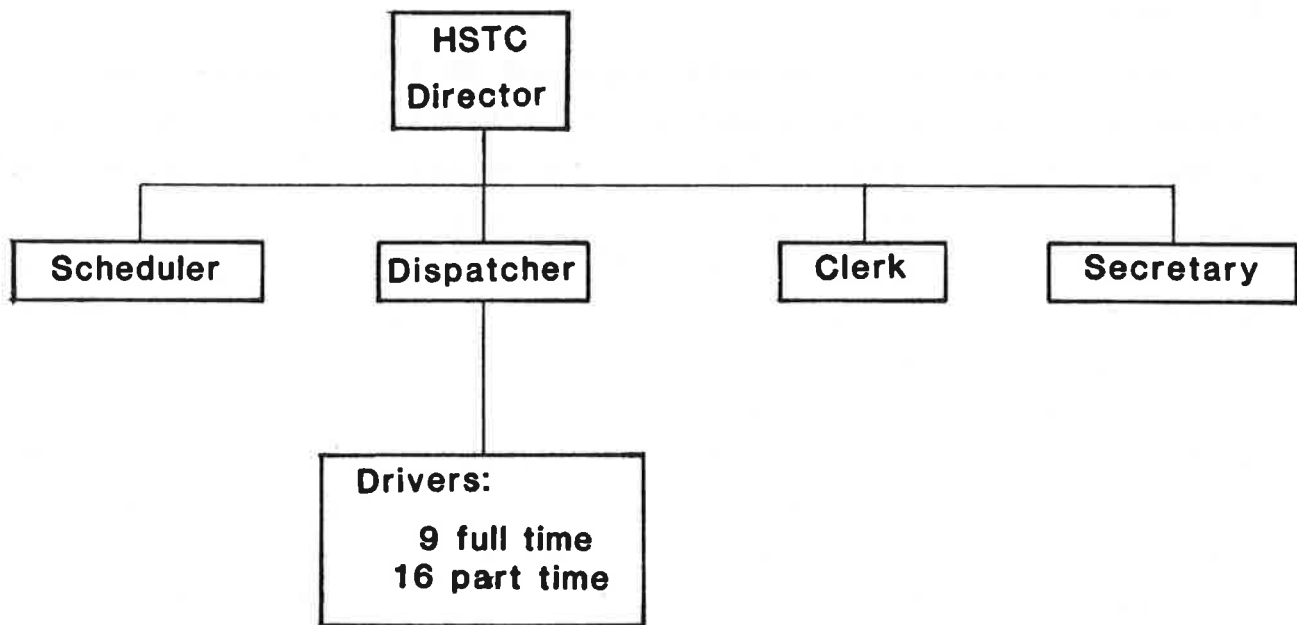 HSTC
Director
Scheduler
Dispatcher
Clerk
Secretary
Drivers:
9 full time
16 part time